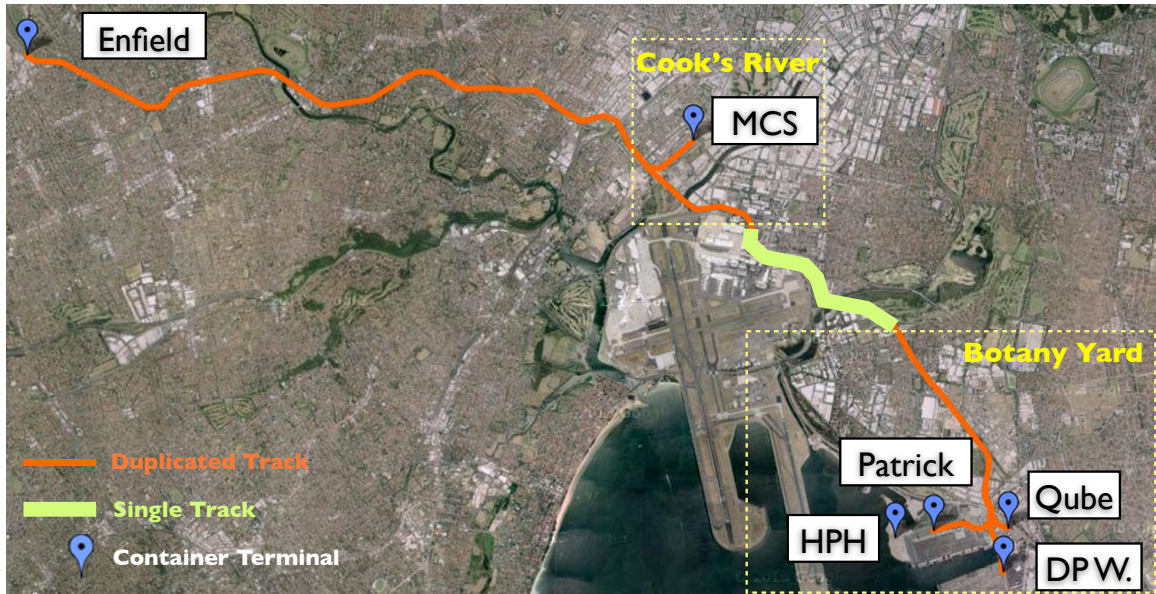 Enfield
Cook's River
MCS
Botany Yard
Patrick
Qube
HPH
DP W.
Duplicated Track
Single Track
Container Terminal